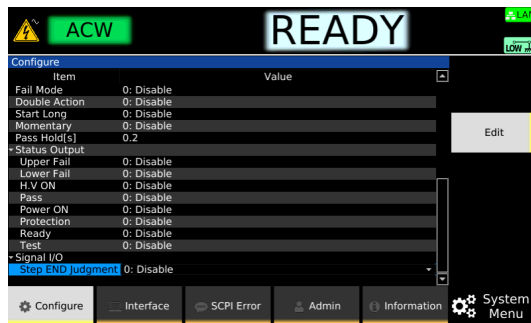 ACW
READY
LAN
LOW
Configure
Item Value
Fail Mode 0: Disable
Double Action 0: Disable
Start Long 0: Disable
Momentary 0: Disable
Pass Hold[s] 0.2
Status Output
Upper Fail 0: Disable
Lower Fail 0: Disable
H.V ON 0: Disable
Pass 0: Disable
Power ON 0: Disable
Protection 0: Disable
Ready 0: Disable
Test 0: Disable
Signal I/O
Step END Judgment 0: Disable
Edit
Configure Interface SCPI Error Admin Information System Menu